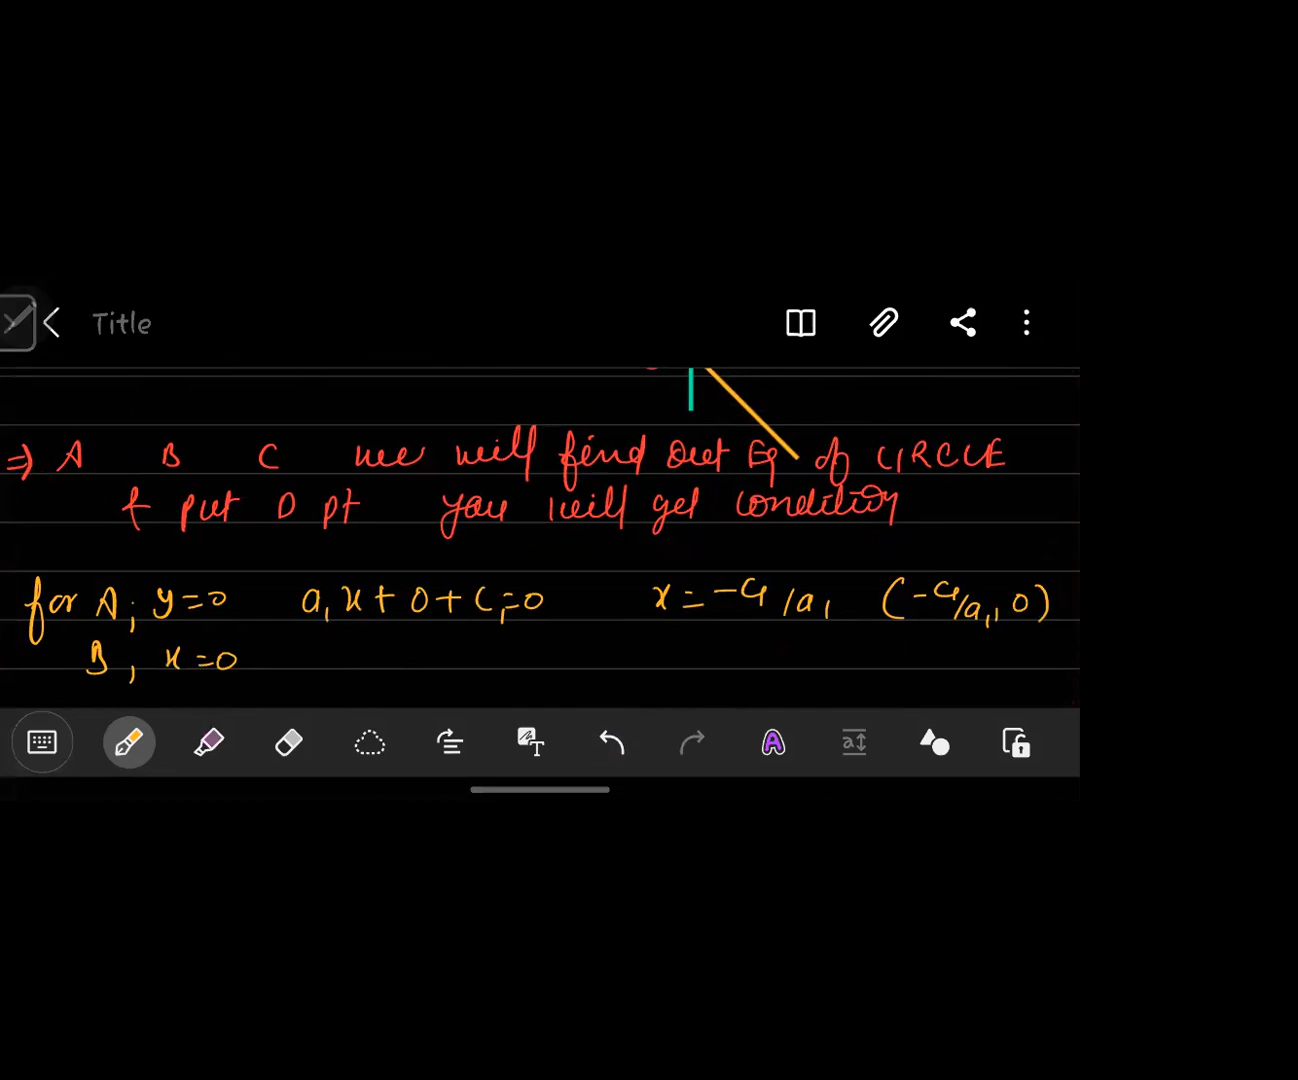 Title
⇒ A B C we will find out Eq of CIRCLE
& put D pt you will get condition
for A; y=0 a₁x + 0 + C₁=0 x = -C₁/a₁ (-C₁/a₁, 0)
B, x=0